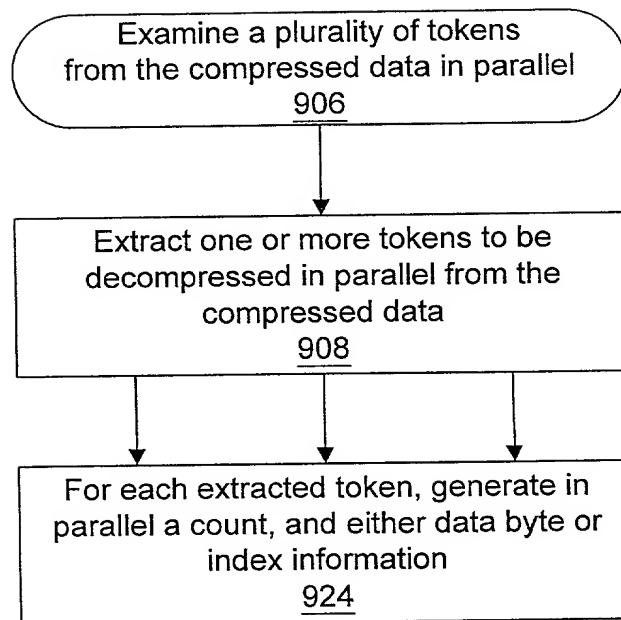 Examine a plurality of tokens
from the compressed data in parallel
906
Extract one or more tokens to be
decompressed in parallel from the
compressed data
908
For each extracted token, generate in
parallel a count, and either data byte or
index information
924